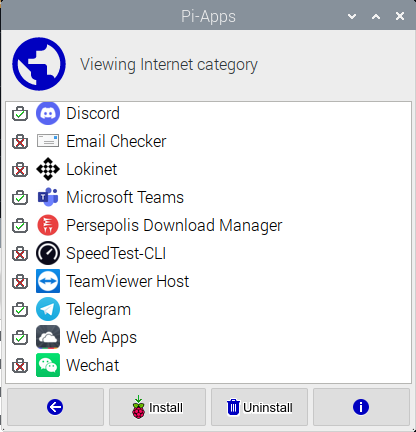 Pi-Apps
Viewing Internet category
Discord
Email Checker
Lokinet
Microsoft Teams
Persepolis Download Manager
SpeedTest-CLI
TeamViewer Host
Telegram
Web Apps
Wechat
Install
Uninstall